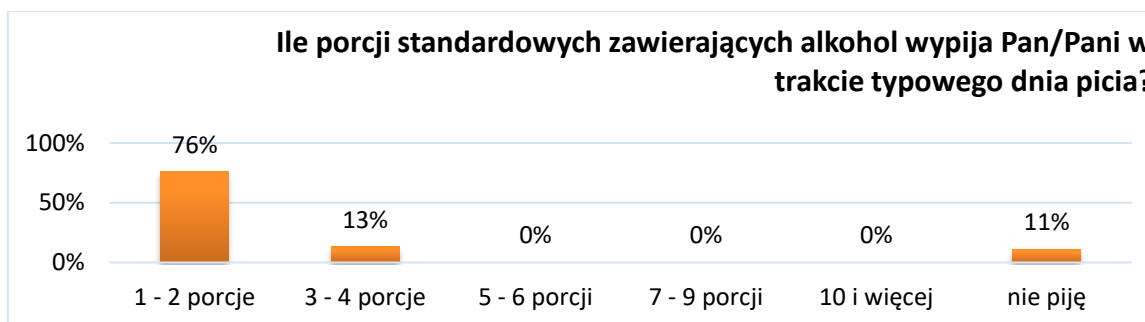 Ile porcji standardowych zawierających alkohol wypija Pan/Pani w
trakcie typowego dnia picia?
100%
76%
50%
13%
0%
0%
0%
11%
0%
1 - 2 porcje
3 - 4 porcje
5 - 6 porcji
7 - 9 porcji
10 i więcej
nie piję